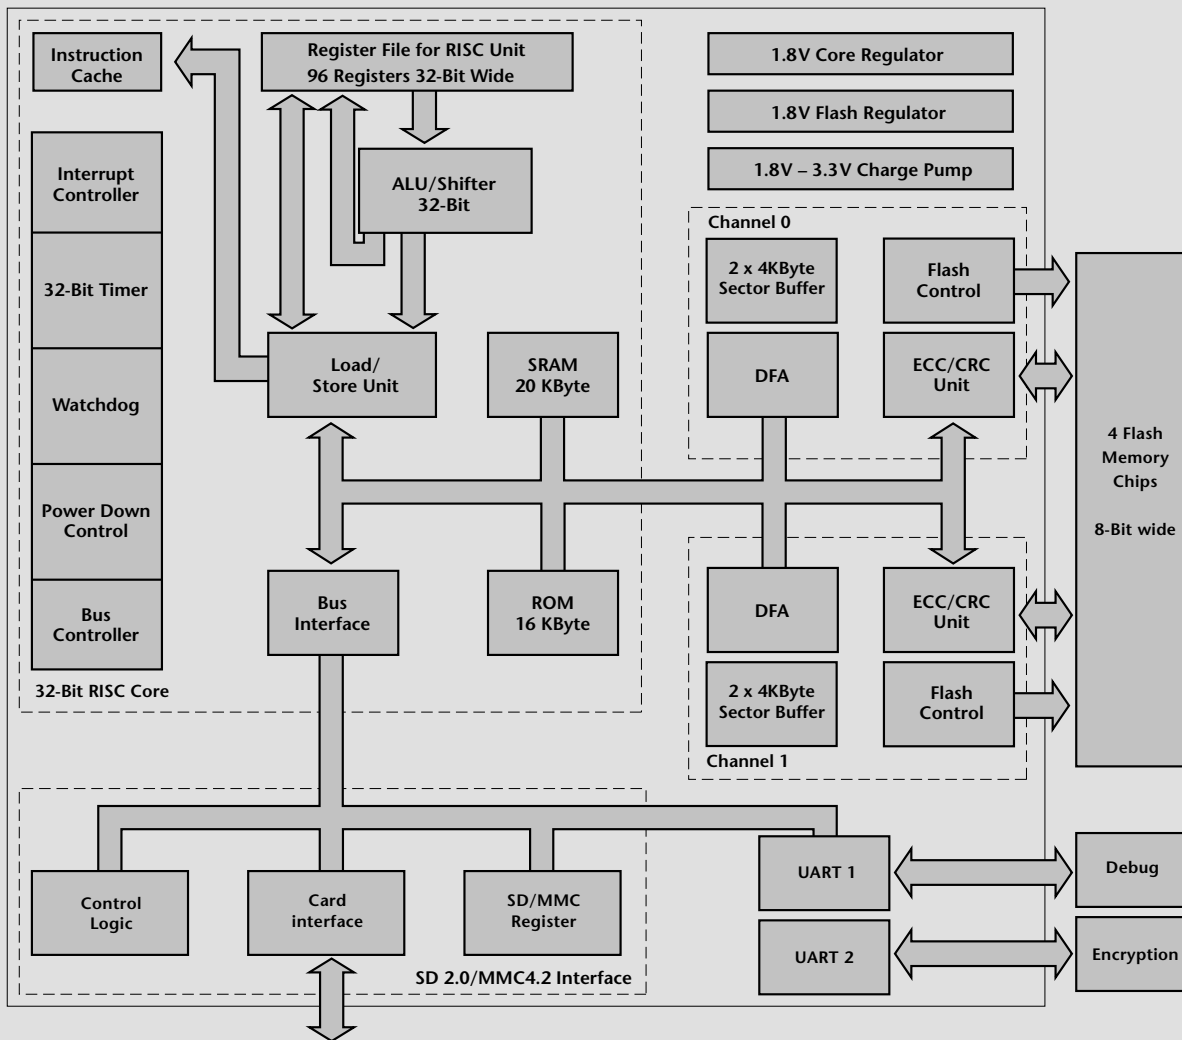 Instruction
Cache
Register File for RISC Unit
96 Registers 32-Bit Wide
1.8V Core Regulator
1.8V Flash Regulator
1.8V – 3.3V Charge Pump
Interrupt
Controller
32-Bit Timer
Watchdog
Power Down
Control
Bus
Controller
32-Bit RISC Core
ALU/Shifter
32-Bit
Load/
Store Unit
SRAM
20 KByte
Bus
Interface
ROM
16 KByte
Channel 0
2 x 4KByte
Sector Buffer
Flash
Control
DFA
ECC/CRC
Unit
DFA
ECC/CRC
Unit
2 x 4KByte
Sector Buffer
Flash
Control
Channel 1
4 Flash
Memory
Chips
8-Bit wide
Control
Logic
Card
interface
SD/MMC
Register
SD 2.0/MMC4.2 Interface
UART 1
Debug
UART 2
Encryption